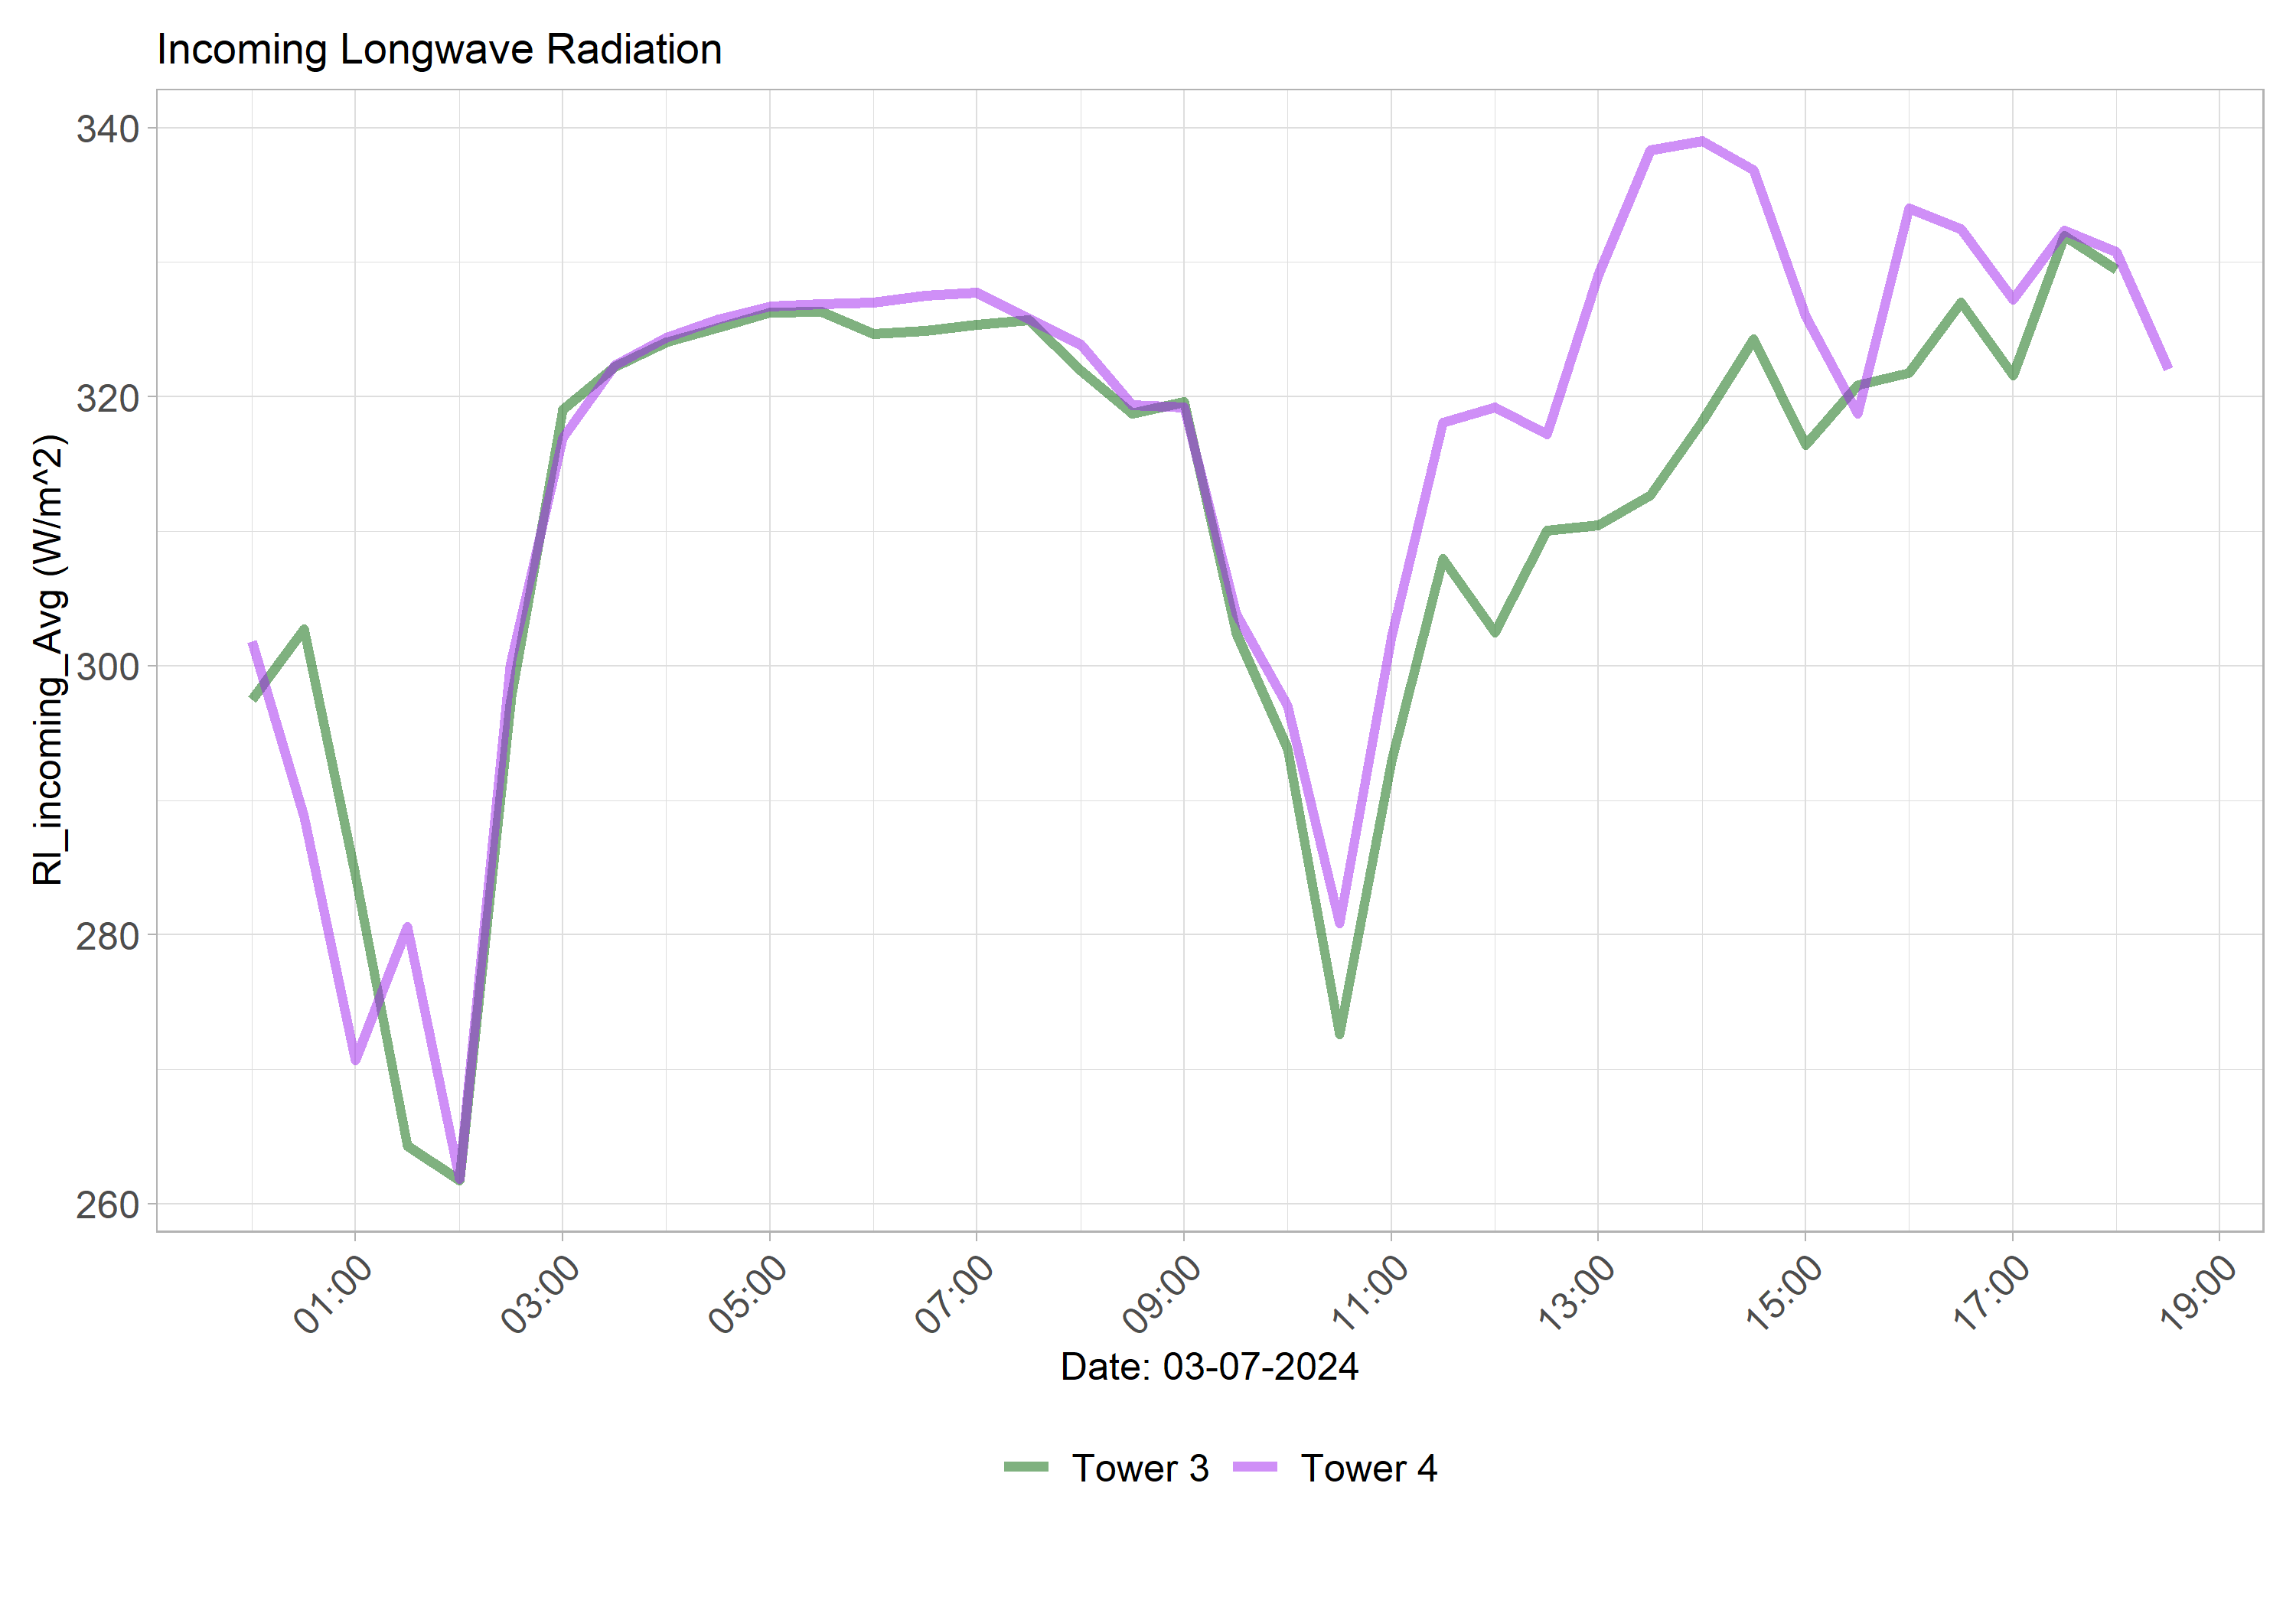 Incoming Longwave Radiation
Rl_incoming_Avg (W/m^2)
340
320
300
280
260
01:00 03:00 05:00 07:00 09:00 11:00 13:00 15:00 17:00 19:00
Date: 03-07-2024
Tower 3 Tower 4